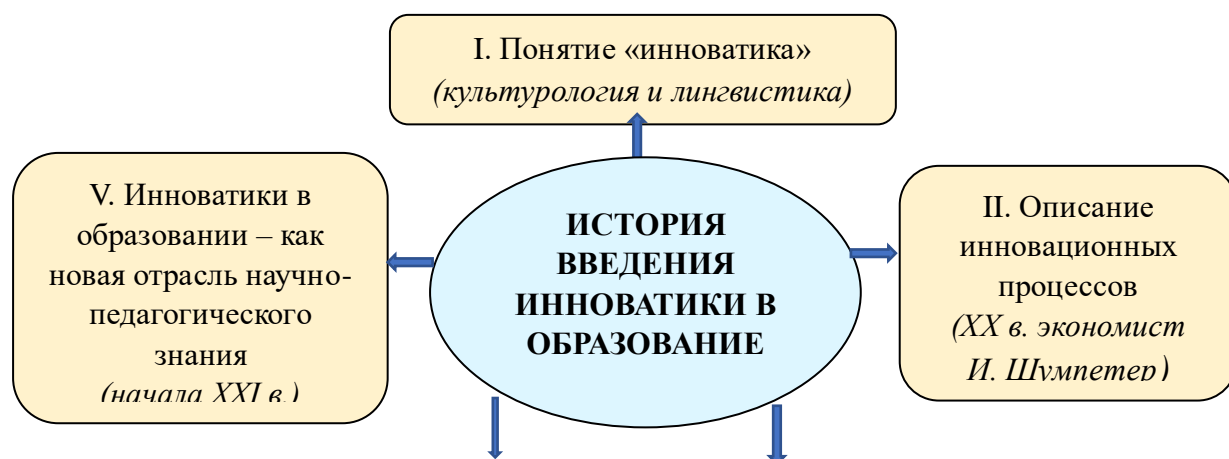 I. Понятие «инноватика»
(культурология и лингвистика)
V. Инноватики в
образовании – как
новая отрасль научно-
педагогического
знания
(начала XXI в.)
ИСТОРИЯ
ВВЕДЕНИЯ
ИННОВАТИКИ В
ОБРАЗОВАНИЕ
II. Описание
инновационных
процессов
(XX в. экономист
И. Шумпетер)